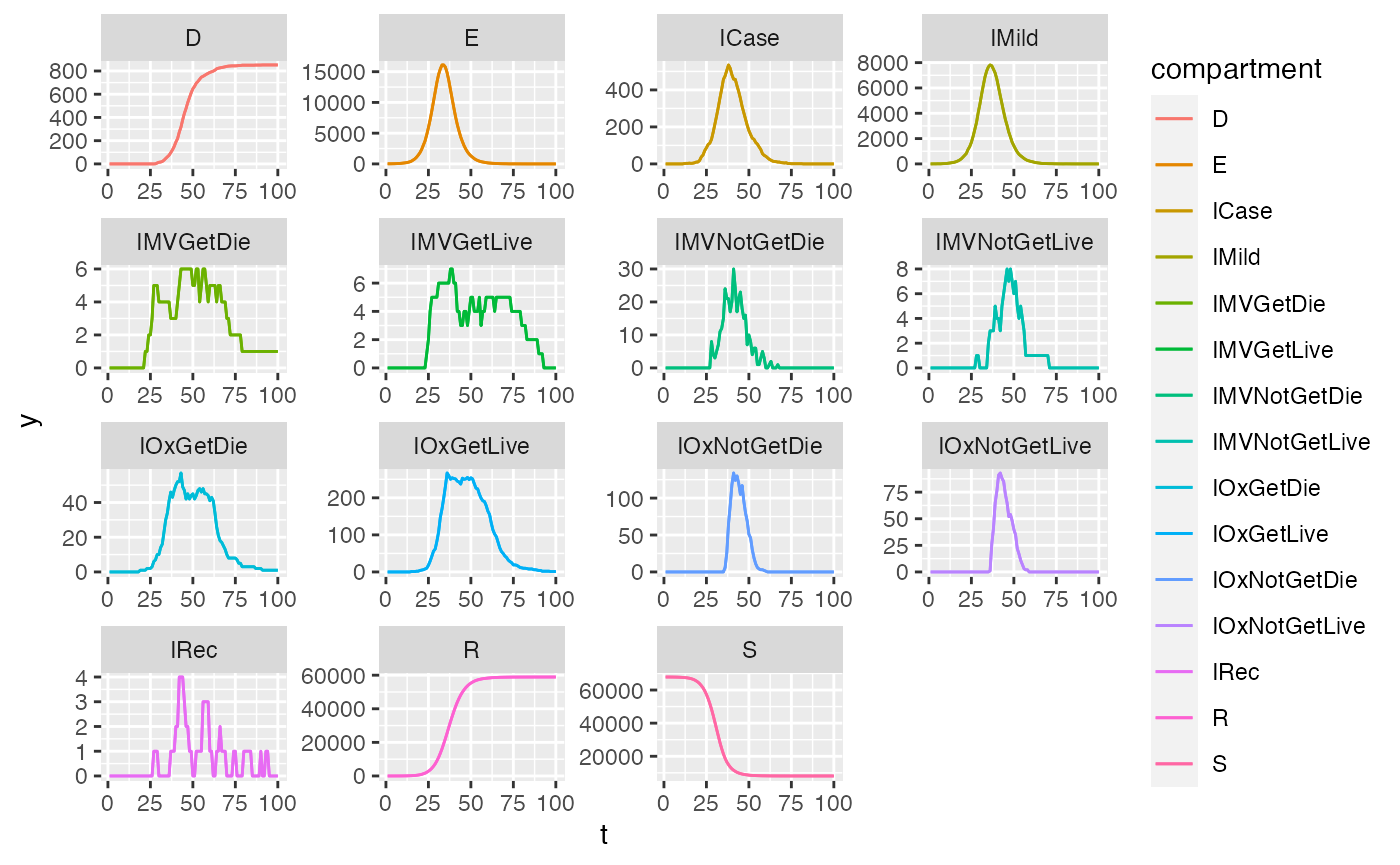 D E ICase IMild
800 15000 400 8000
600 10000 200 6000
400 5000 0 4000
200 0 2000
0 0
0 25 50 75 100 0 25 50 75 100 0 25 50 75 100 0 25 50 75 100
IMVGetDie IMVGetLive IMVNotGetDie IMVNotGetLive
6 6 30 8
4 4 20 6
2 2 10 4
0 0 0 2
0
0 25 50 75 100 0 25 50 75 100 0 25 50 75 100 0 25 50 75 100
IOxGetDie IOxGetLive IOxNotGetDie IOxNotGetLive
40 200 100 75
20 100 50 50
0 0 0 25
0
0 25 50 75 100 0 25 50 75 100 0 25 50 75 100 0 25 50 75 100
IRec R S
4 60000 60000
3 40000 40000
2 20000 20000
1 0
0
0 25 50 75 100 0 25 50 75 100 0 25 50 75 100
t
y
compartment
D
E
ICase
IMild
IMVGetDie
IMVGetLive
IMVNotGetDie
IMVNotGetLive
IOxGetDie
IOxGetLive
IOxNotGetDie
IOxNotGetLive
IRec
R
S